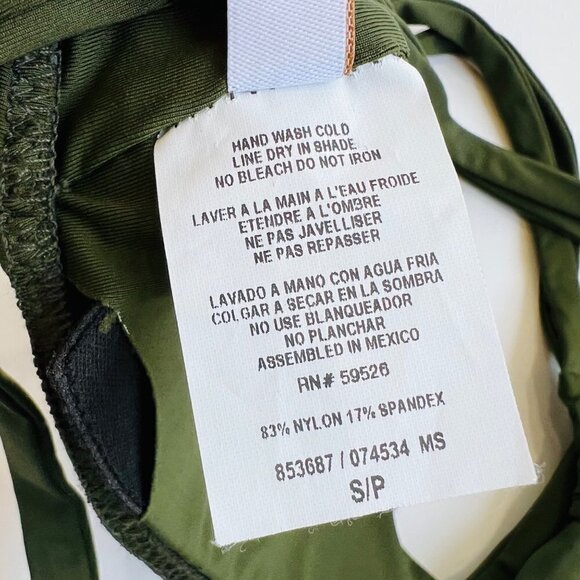 HAND WASH COLD
LINE DRY IN SHADE
NO BLEACH DO NOT IRON
LAVER A LA MAIN A L'EAU FROIDE
ETENDRE A L'OMBRE
NE PAS JAVELLISER
NE PAS REPASSER
LAVADO A MANO CON AGUA FRIA
COLGAR A SECAR EN LA SOMBRA
NO USE BLANQUEADOR
NO PLANCHAR
ASSEMBLED IN MEXICO
RN# 59526
83% NYLON 17% SPANDEX
853687 / 074534 MS
S/P